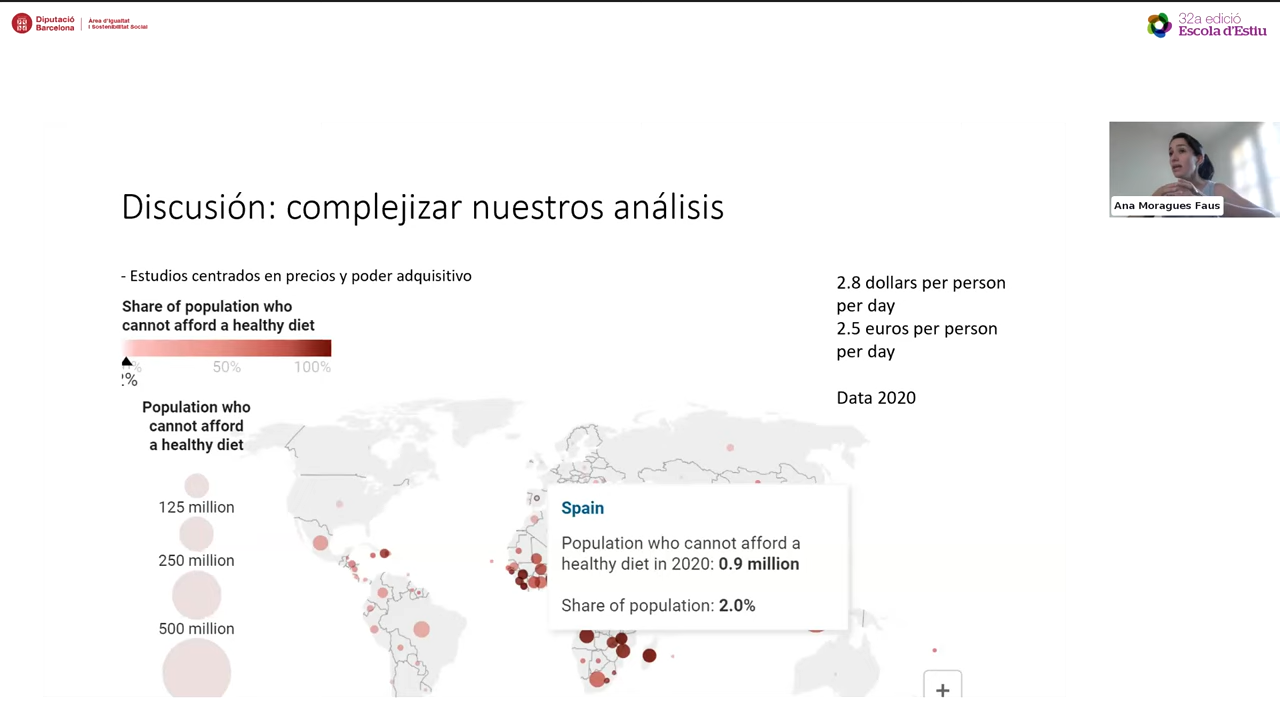 Diputació
Barcelona
Àrea d'Igualtat
i Sostenibilitat Social
32a edició
Escola d'Estiu
Ana Moragues Faus
Discusión: complejizar nuestros análisis
- Estudios centrados en precios y poder adquisitivo
2.8 dollars per person
per day
2.5 euros per person
per day
Data 2020
Share of population who
cannot afford a healthy diet
50%
100%
Population who
cannot afford
a healthy diet
125 million
250 million
500 million
Spain
Population who cannot afford a
healthy diet in 2020: 0.9 million
Share of population: 2.0%
+